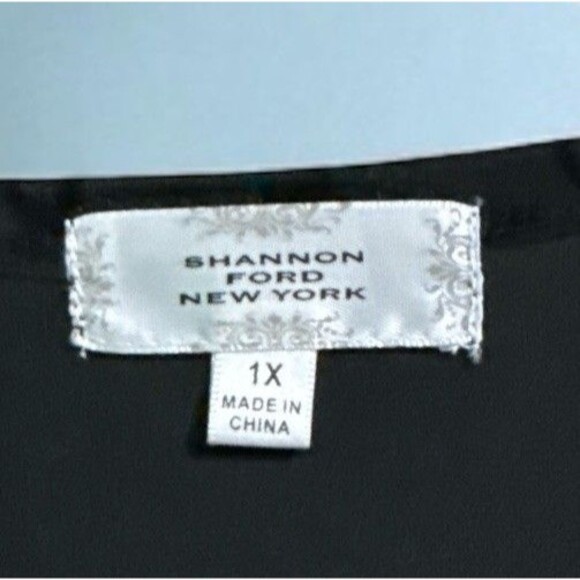 SHANNON
FORD
NEW YORK
1X
MADE IN
CHINA